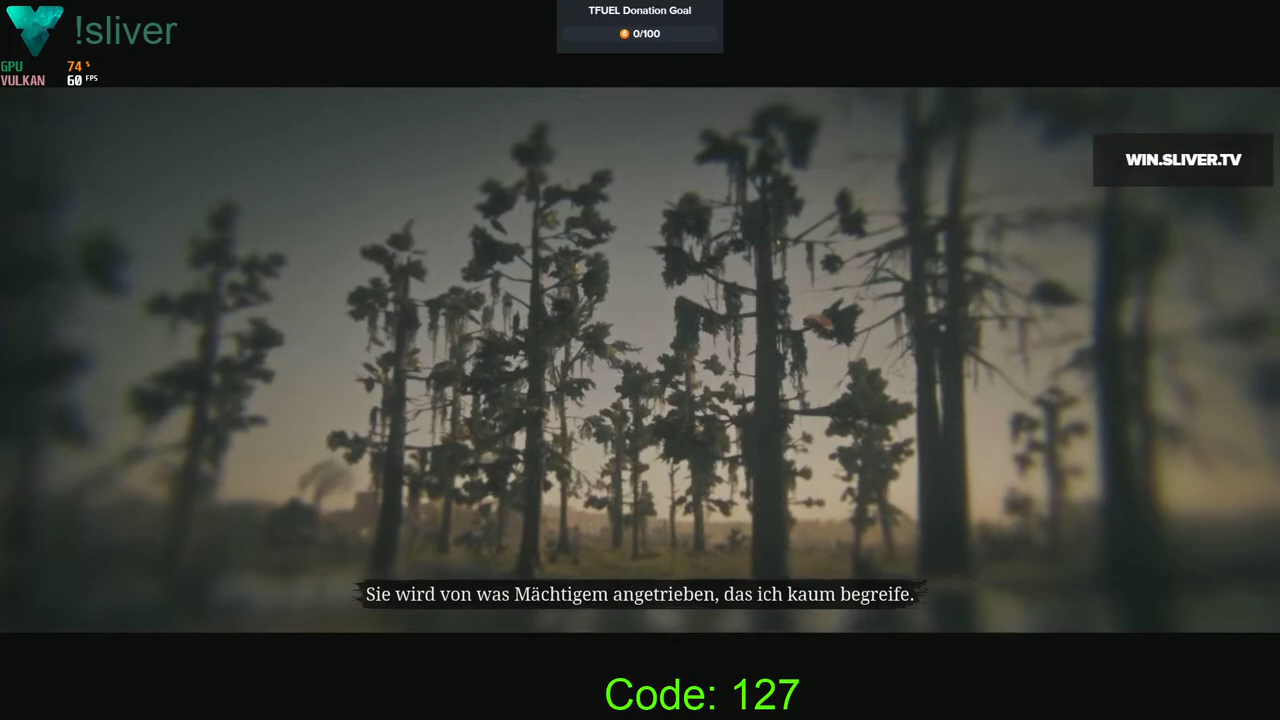 !sliver
TFUEL Donation Goal
0/100
GPU 74 %
VULKAN 60 FPS
WIN.SLIVER.TV
Sie wird von was Mächtigem angetrieben, das ich kaum begreife.
Code: 127